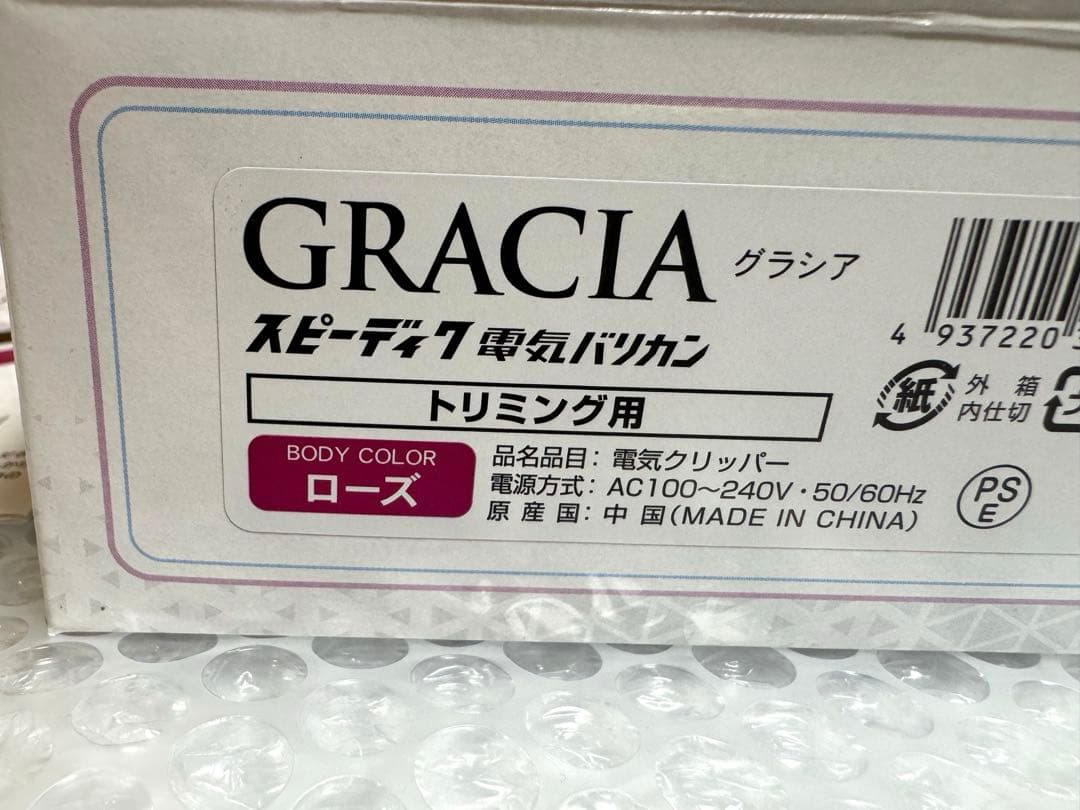 GRACIA グラシア
スピーディク 電気バリカン
トリミング用
BODY COLOR
ローズ
品名品目：電気クリッパー
電源方式：AC100～240V・50/60Hz
原産国：中国(MADE IN CHINA)
4 937220
紙 外箱
内仕切
PS
E